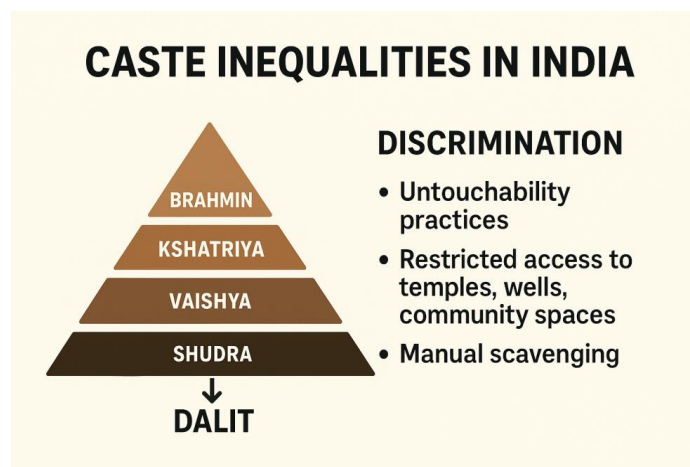 CASTE INEQUALITIES IN INDIA
BRAHMIN
KSHATRIYA
VAISHYA
SHUDRA
↓
DALIT
DISCRIMINATION
• Untouchability
practices
• Restricted access to
temples, wells,
community spaces
• Manual scavenging